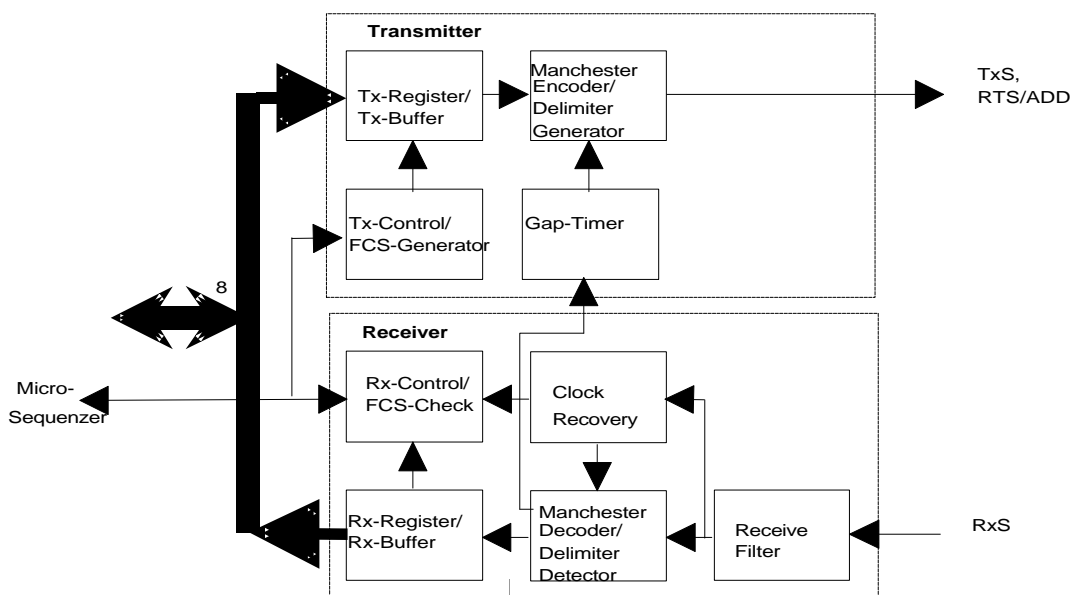 Transmitter
Tx-Register/
Tx-Buffer
Manchester
Encoder/
Delimiter
Generator
TxS,
RTS/ADD
Tx-Control/
FCS-Generator
Gap-Timer
8
Receiver
Micro-
Sequenzer
Rx-Control/
FCS-Check
Clock
Recovery
Rx-Register/
Rx-Buffer
Manchester
Decoder/
Delimiter
Detector
Receive
Filter
RxS